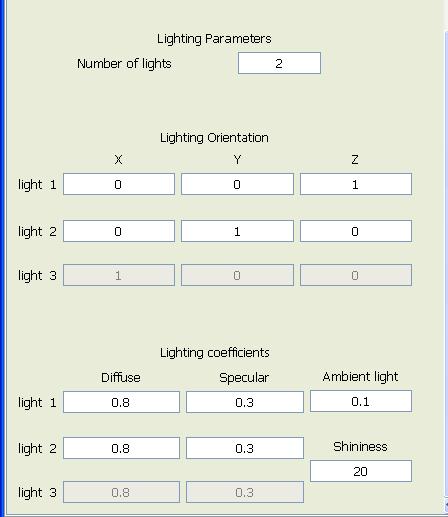 Lighting Parameters
Number of lights 2
Lighting Orientation
X Y Z
light 1 0 0 1
light 2 0 1 0
light 3 1 0 0
Lighting coefficients
Diffuse Specular Ambient light
light 1 0.8 0.3 0.1
light 2 0.8 0.3
Shininess
20
light 3 0.8 0.3